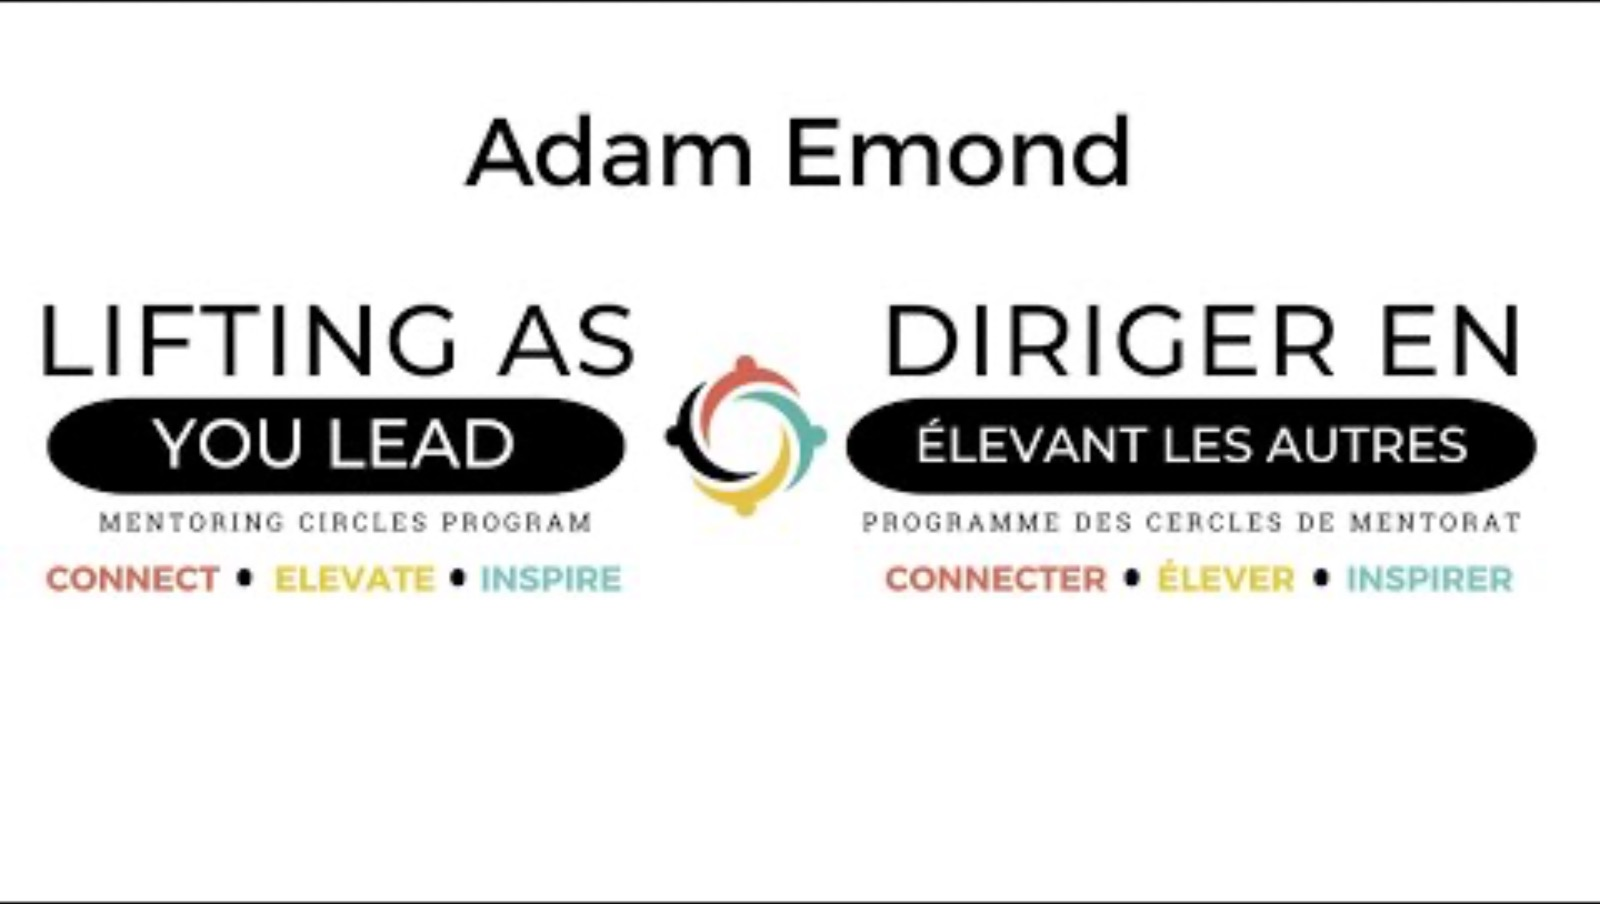 Adam Emond
LIFTING AS
YOU LEAD
MENTORING CIRCLES PROGRAM
CONNECT • ELEVATE • INSPIRE
DIRIGER EN
ÉLEVANT LES AUTRES
PROGRAMME DES CERCLES DE MENTORAT
CONNECTER • ÉLEVER • INSPIRER